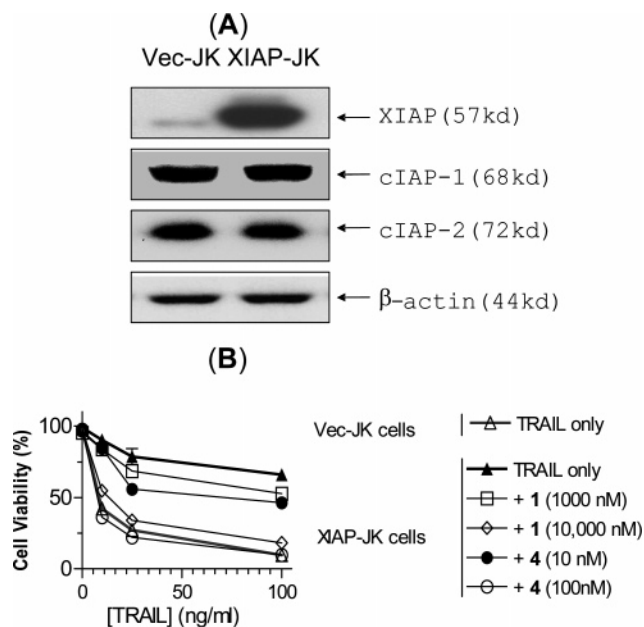 (A)
Vec-JK XIAP-JK
XIAP(57kd)
cIAP-1(68kd)
cIAP-2(72kd)
β-actin(44kd)
(B)
Cell Viability (%)
100
50
0
0 50 100
[TRAIL] (ng/ml)
Vec-JK cells
TRAIL only
XIAP-JK cells
TRAIL only
+ 1 (1000 nM)
+ 1 (10,000 nM)
+ 4 (10 nM)
+ 4 (100nM)